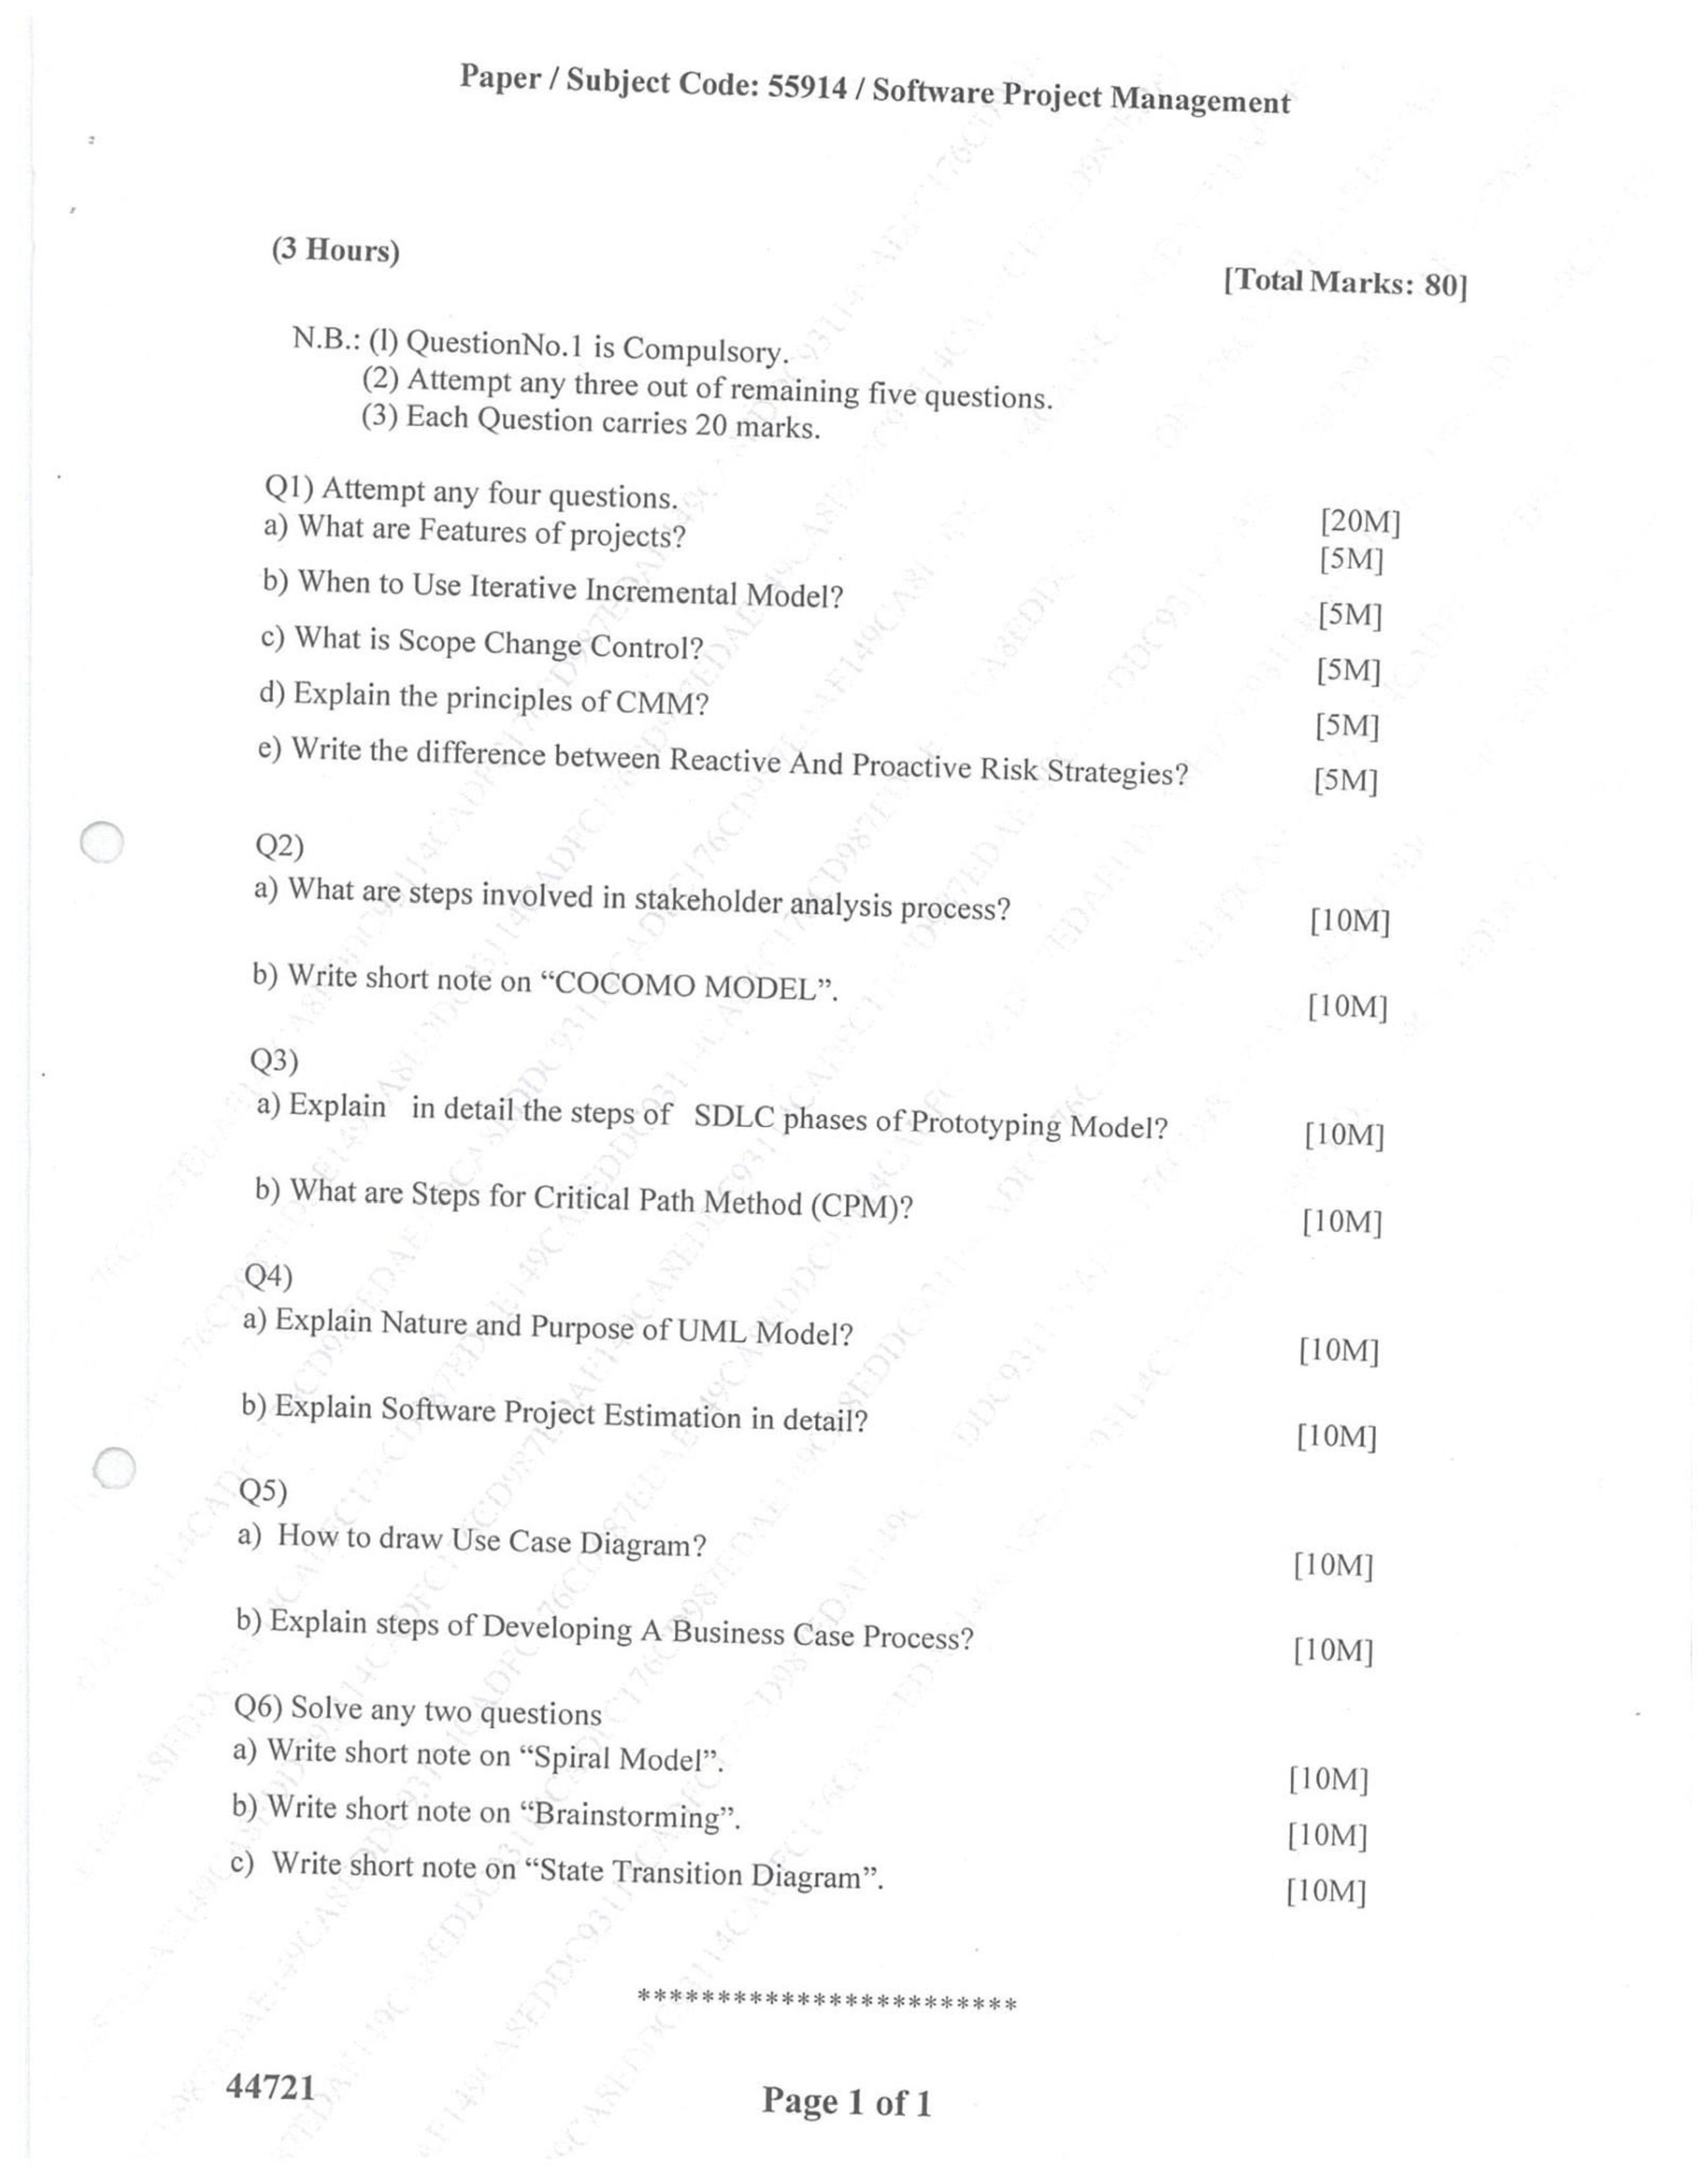 Paper / Subject Code: 55914 / Software Project Management
(3 Hours)
[Total Marks: 80]
N.B.: (l) QuestionNo.1 is Compulsory.
(2) Attempt any three out of remaining five questions.
(3) Each Question carries 20 marks.
Q1) Attempt any four questions. [20M]
a) What are Features of projects? [5M]
b) When to Use Iterative Incremental Model? [5M]
c) What is Scope Change Control? [5M]
d) Explain the principles of CMM? [5M]
e) Write the difference between Reactive And Proactive Risk Strategies? [5M]
Q2)
a) What are steps involved in stakeholder analysis process? [10M]
b) Write short note on “COCOMO MODEL”. [10M]
Q3)
a) Explain in detail the steps of SDLC phases of Prototyping Model? [10M]
b) What are Steps for Critical Path Method (CPM)? [10M]
Q4)
a) Explain Nature and Purpose of UML Model? [10M]
b) Explain Software Project Estimation in detail? [10M]
Q5)
a) How to draw Use Case Diagram? [10M]
b) Explain steps of Developing A Business Case Process? [10M]
Q6) Solve any two questions
a) Write short note on “Spiral Model”. [10M]
b) Write short note on “Brainstorming”. [10M]
c) Write short note on “State Transition Diagram”. [10M]
************************
44721
Page 1 of 1